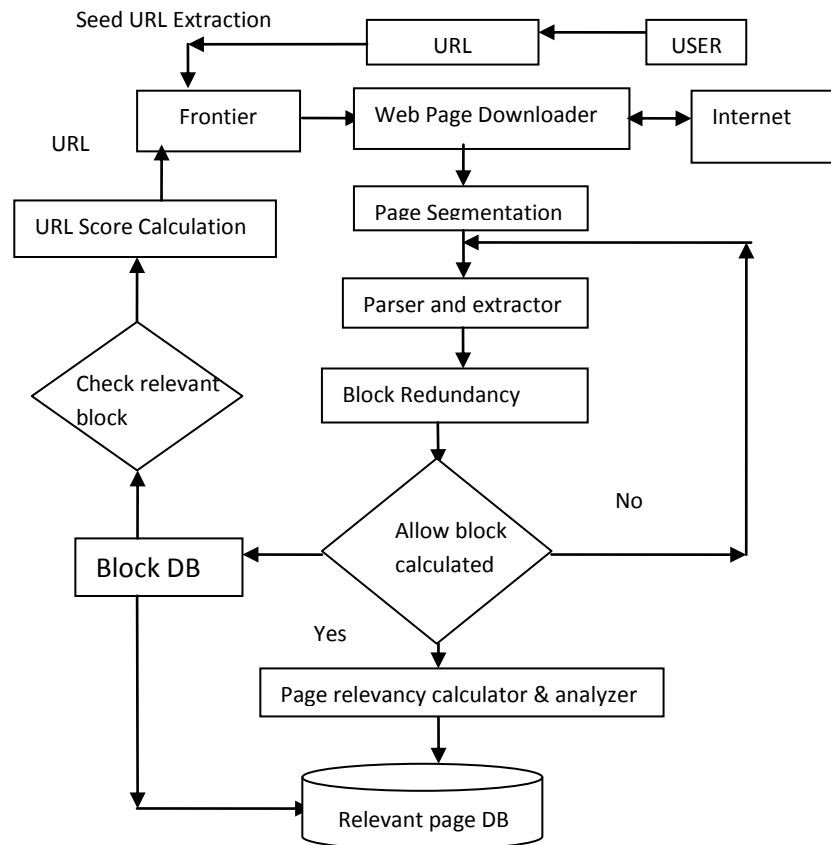 Seed URL Extraction
URL
USER
Frontier
Web Page Downloader
Internet
URL
Page Segmentation
URL Score Calculation
Parser and extractor
Check relevant
block
Block Redundancy
No
Allow block
calculated
Block DB
Yes
Page relevancy calculator & analyzer
Relevant page DB